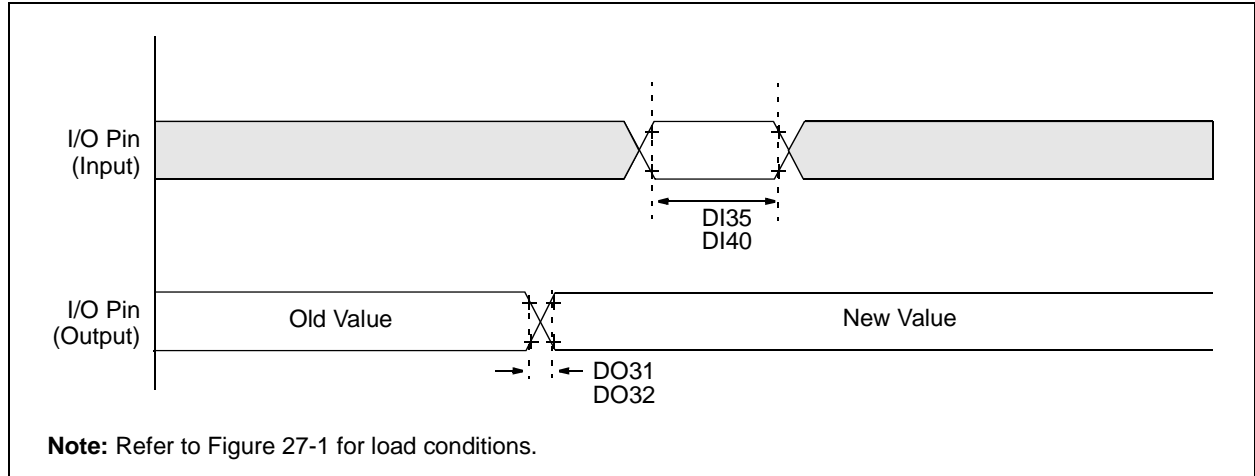 I/O Pin
(Input)
DI35
DI40
I/O Pin
(Output)
Old Value
New Value
DO31
DO32
Note: Refer to Figure 27-1 for load conditions.